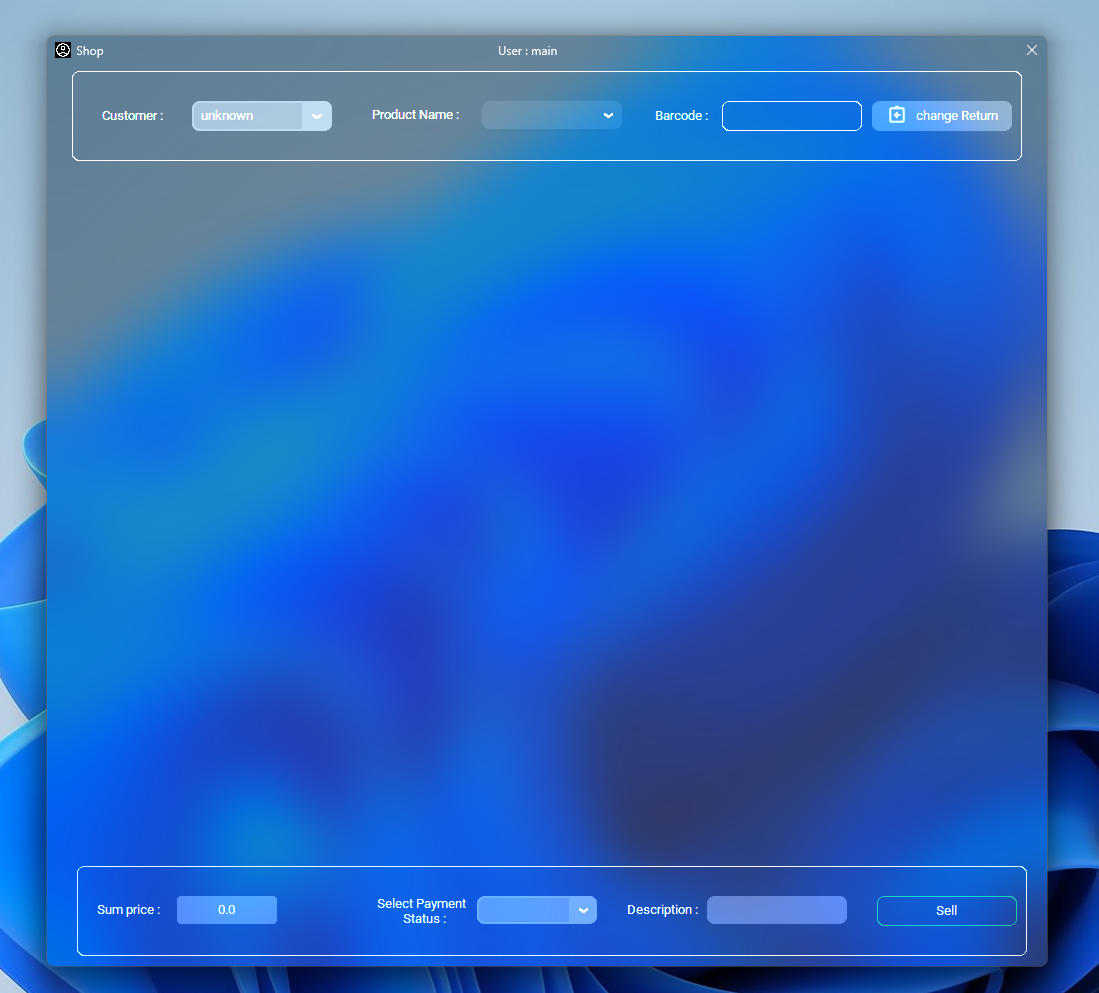 Shop
User : main
Customer :
unknown
Product Name :
Barcode :
change Return
Sum price :
0.0
Select Payment
Status :
Description :
Sell